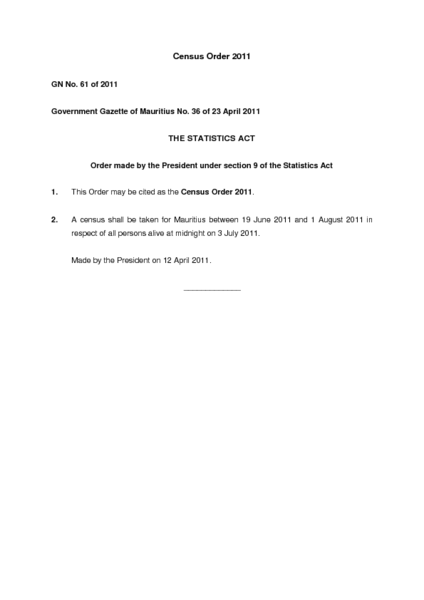 Census Order 2011
GN No. 61 of 2011
Government Gazette of Mauritius No. 36 of 23 April 2011
THE STATISTICS ACT
Order made by the President under section 9 of the Statistics Act
1. This Order may be cited as the Census Order 2011.
2. A census shall be taken for Mauritius between 19 June 2011 and 1 August 2011 in
respect of all persons alive at midnight on 3 July 2011.
Made by the President on 12 April 2011.